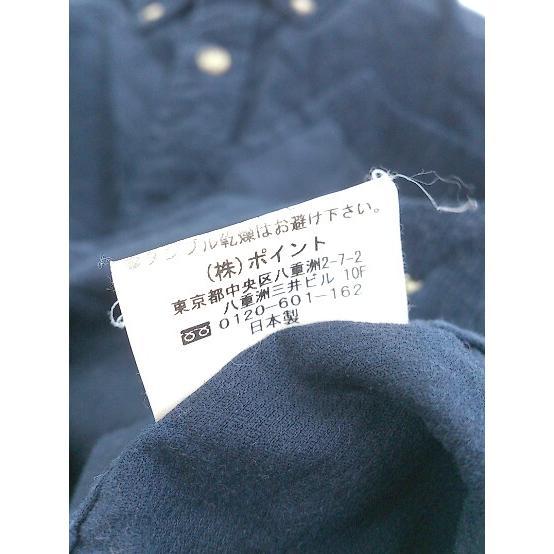 タンブル乾燥はお避け下さい。
(株)ポイント
東京都中央区八重洲2-7-2
八重洲三井ビル 10F
0120-601-162
日本製